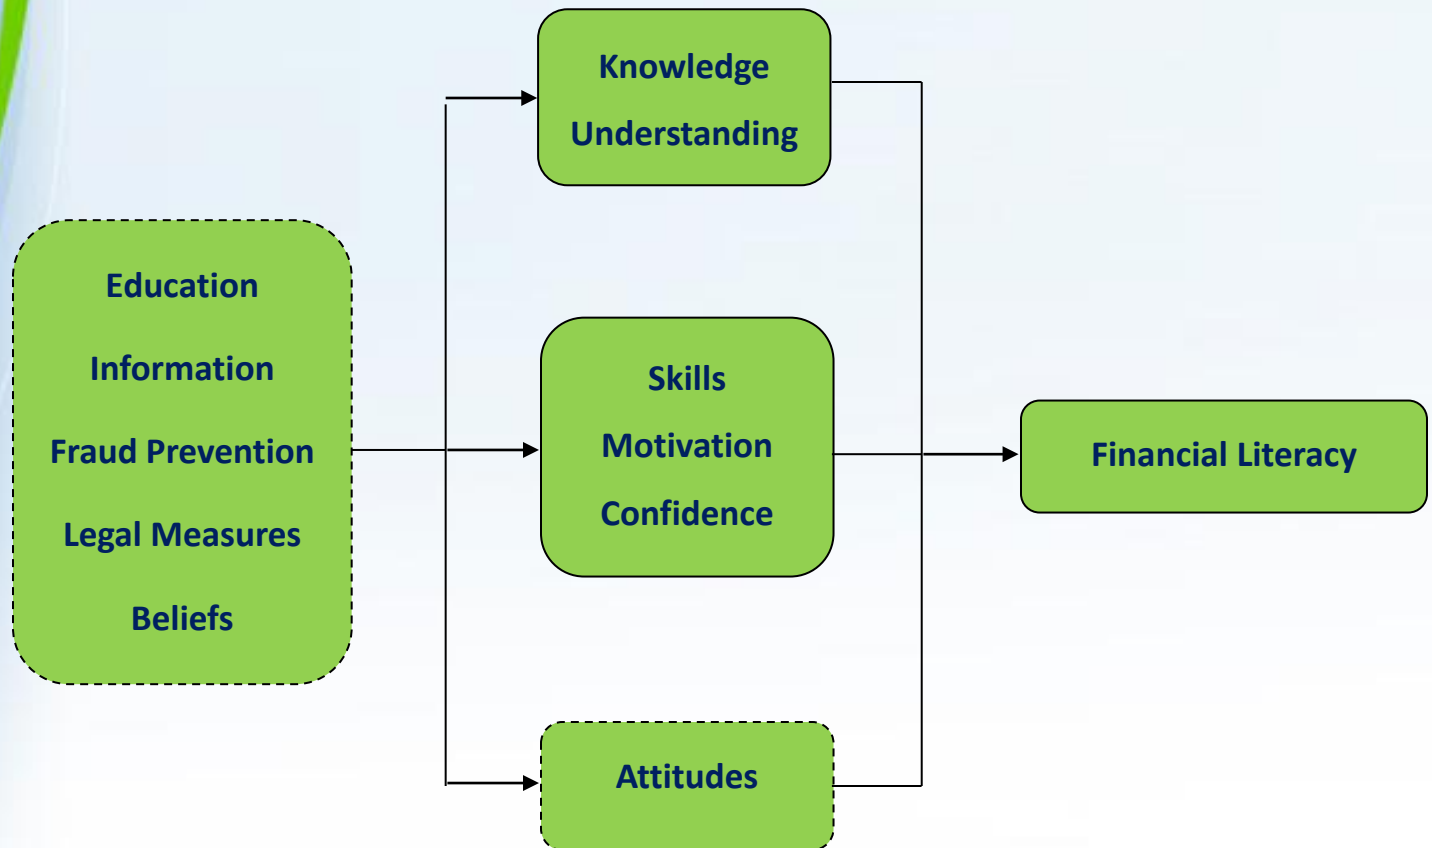 Knowledge
Understanding
Education
Information
Fraud Prevention
Legal Measures
Beliefs
Skills
Motivation
Confidence
Attitudes
Financial Literacy